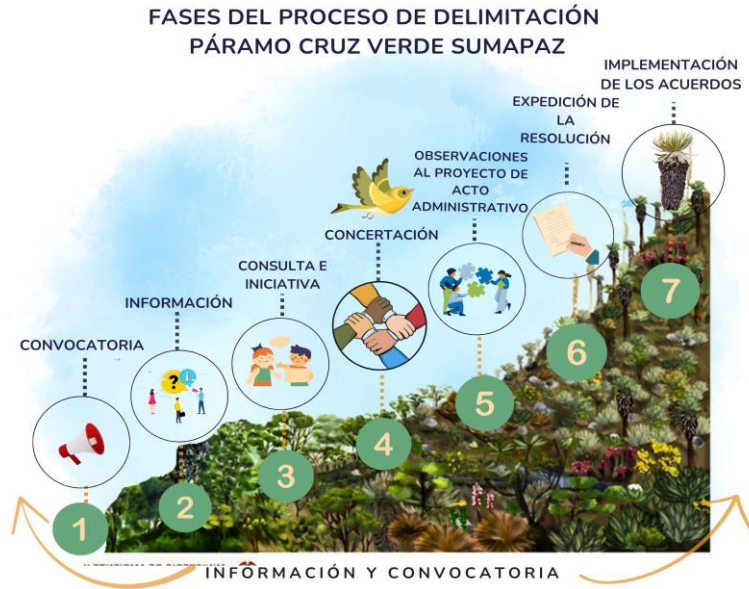 FASES DEL PROCESO DE DELIMITACIÓN
PÁRAMO CRUZ VERDE SUMAPAZ
CONVOCATORIA
1
INFORMACIÓN
2
CONSULTA E
INICIATIVA
3
CONCERTACIÓN
4
OBSERVACIONES
AL PROYECTO DE
ACTO
ADMINISTRATIVO
5
EXPEDICIÓN DE
LA
RESOLUCIÓN
6
IMPLEMENTACIÓN
DE LOS ACUERDOS
7
INFORMACIÓN Y CONVOCATORIA